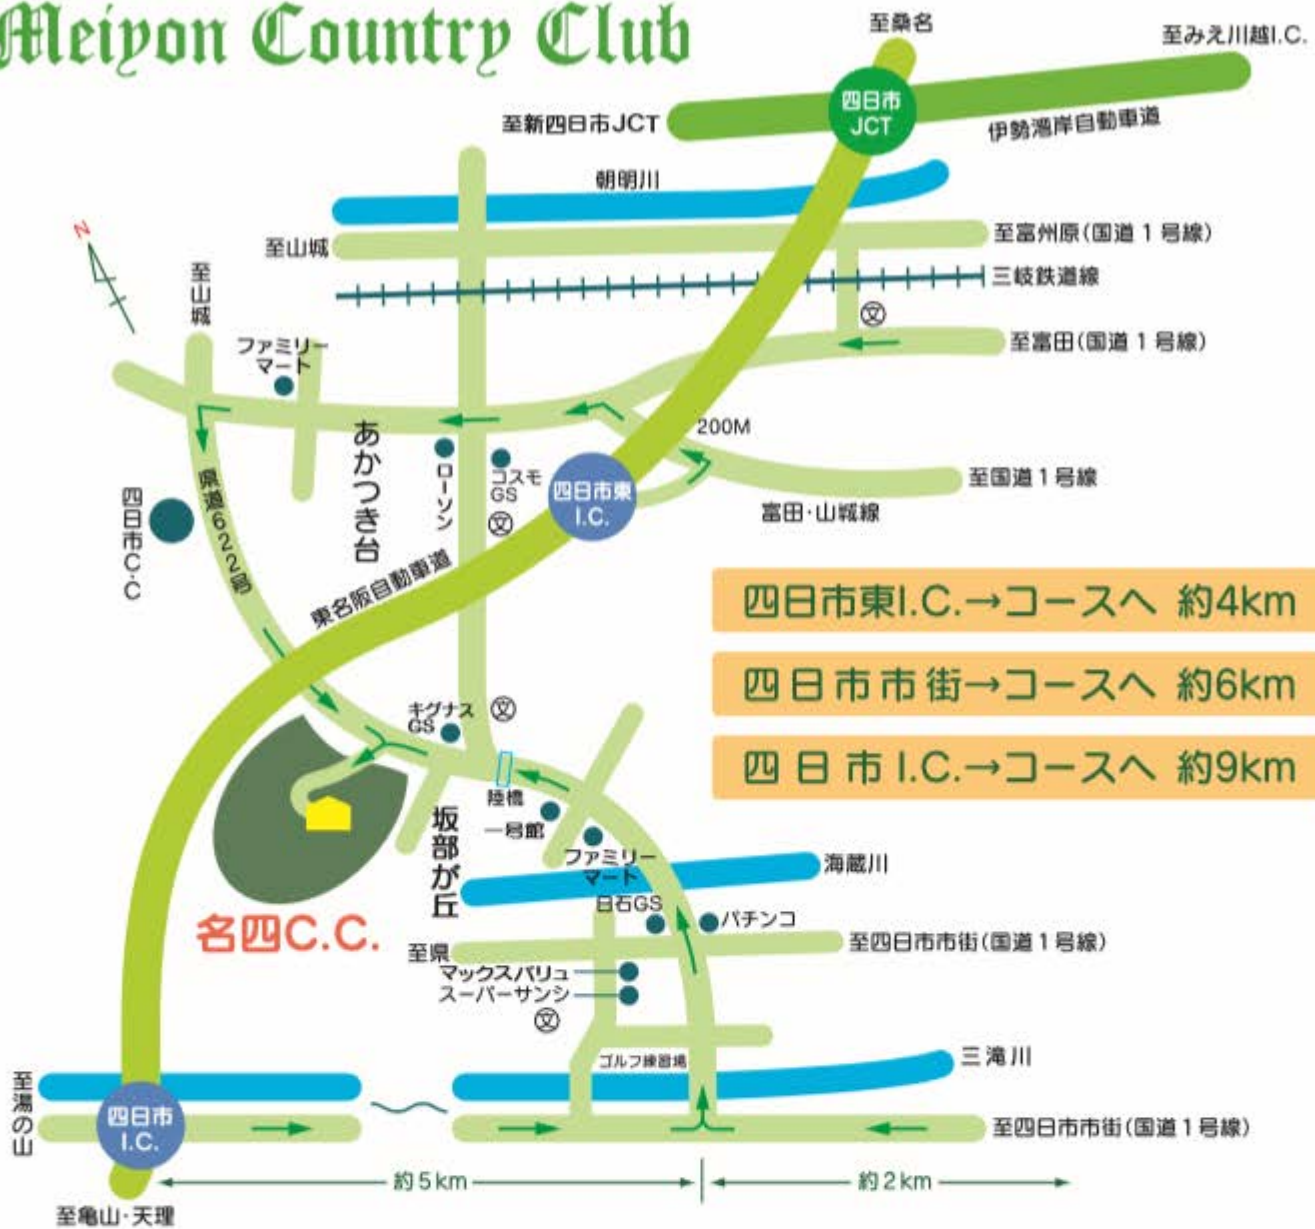 Meiyon Country Club
至桑名
至みえ川越I.C.
四日市
JCT
至新四日市JCT
伊勢湾岸自動車道
朝明川
N
至山城
至富州原(国道1号線)
三岐鉄道線
至山城
文
ファミリー
マート
至富田(国道1号線)
200M
あかつき台
ローソン
コスモ
GS
文
四日市東
I.C.
至国道1号線
富田・山城線
県道622号
四日市C・C
東名阪自動車道
四日市東I.C.→コースへ 約4km
四日市市街→コースへ 約6km
四日市I.C.→コースへ 約9km
キグナス
GS
文
陸橋
一号館
坂部が丘
ファミリー
マート
海蔵川
白石GS
パチンコ
名四C.C.
至県
至四日市市街(国道1号線)
マックスバリュ
スーパーサンシ
文
ゴルフ練習場
三滝川
至湯の山
四日市
I.C.
至四日市市街(国道1号線)
約5km
約2km
至亀山・天理